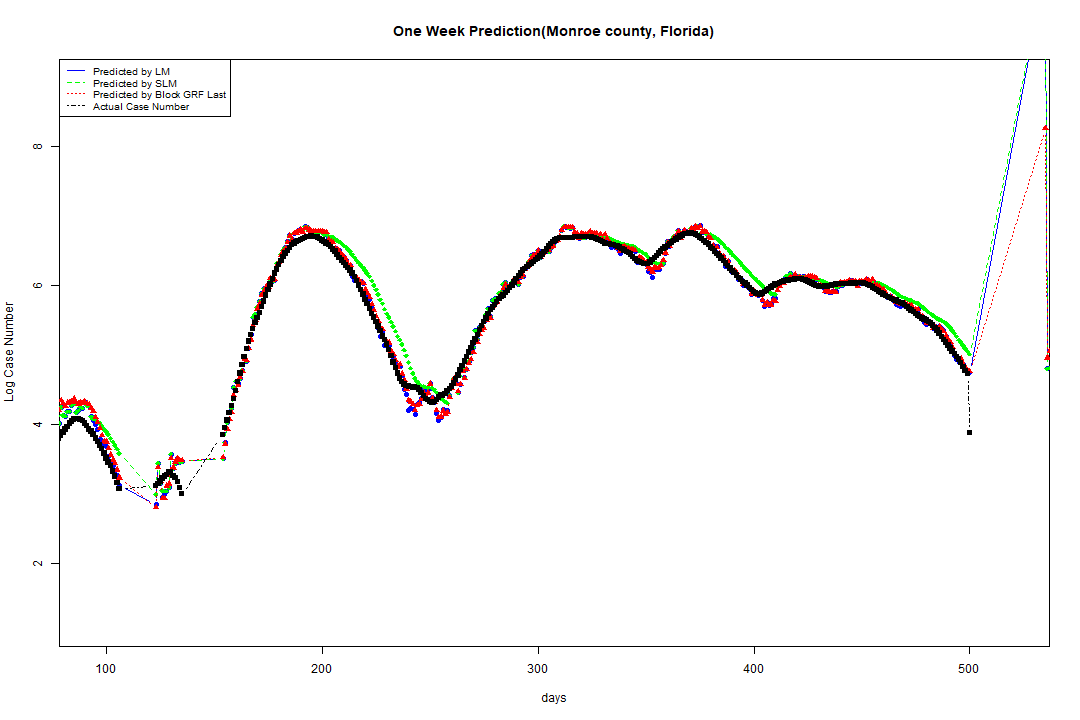 One Week Prediction(Monroe county, Florida)
Predicted by LM
Predicted by SLM
Predicted by Block GRF Last
Actual Case Number
8
6
4
2
Log Case Number
100 200 300 400 500
days